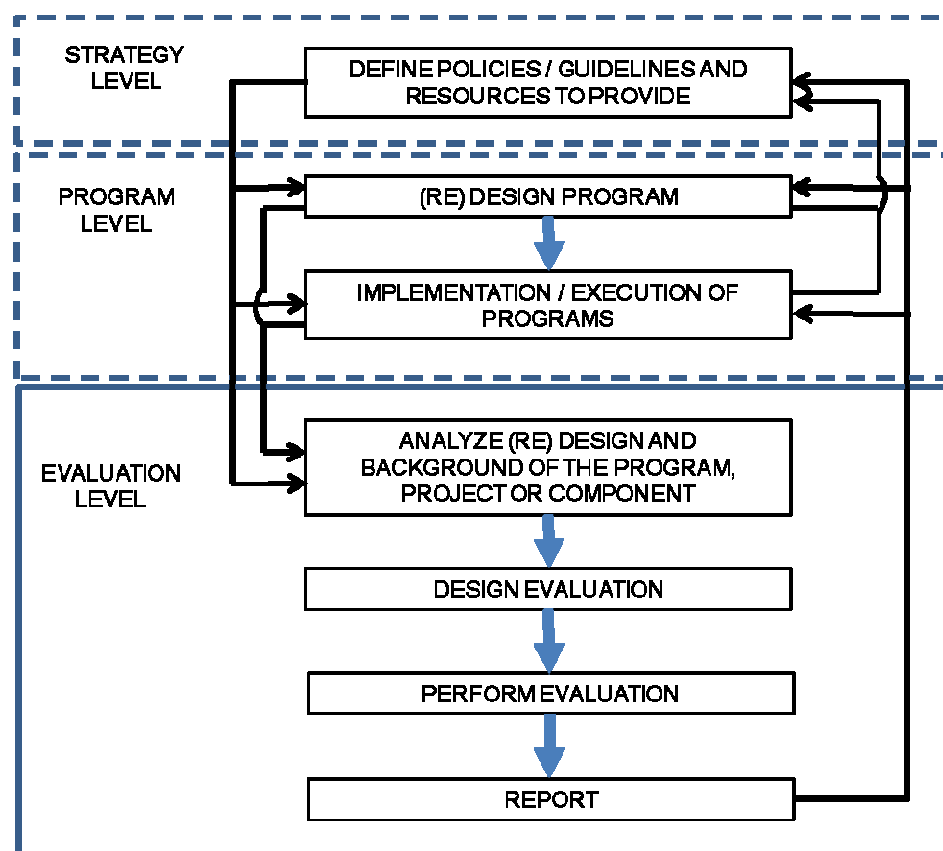 STRATEGY
LEVEL
DEFINE POLICIES / GUIDELINES AND
RESOURCES TO PROVIDE
PROGRAM
LEVEL
(RE) DESIGN PROGRAM
IMPLEMENTATION / EXECUTION OF
PROGRAMS
EVALUATION
LEVEL
ANALYZE (RE) DESIGN AND
BACKGROUND OF THE PROGRAM,
PROJECT OR COMPONENT
DESIGN EVALUATION
PERFORM EVALUATION
REPORT